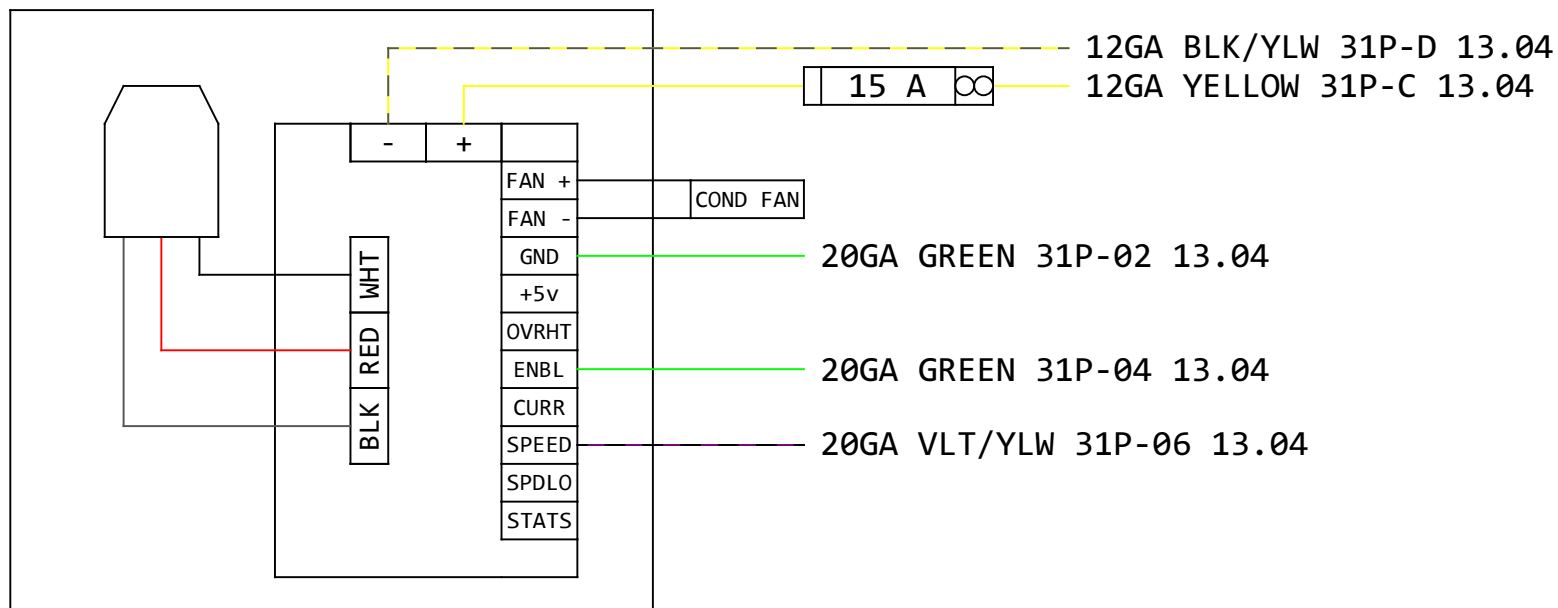 12GA BLK/YLW 31P-D 13.04
15 A
12GA YELLOW 31P-C 13.04
- +
FAN +
COND FAN
FAN -
GND
20GA GREEN 31P-02 13.04
WHT
+5v
RED
OVRHT
ENBL
20GA GREEN 31P-04 13.04
BLK
CURR
SPEED
20GA VLT/YLW 31P-06 13.04
SPDLO
STATS